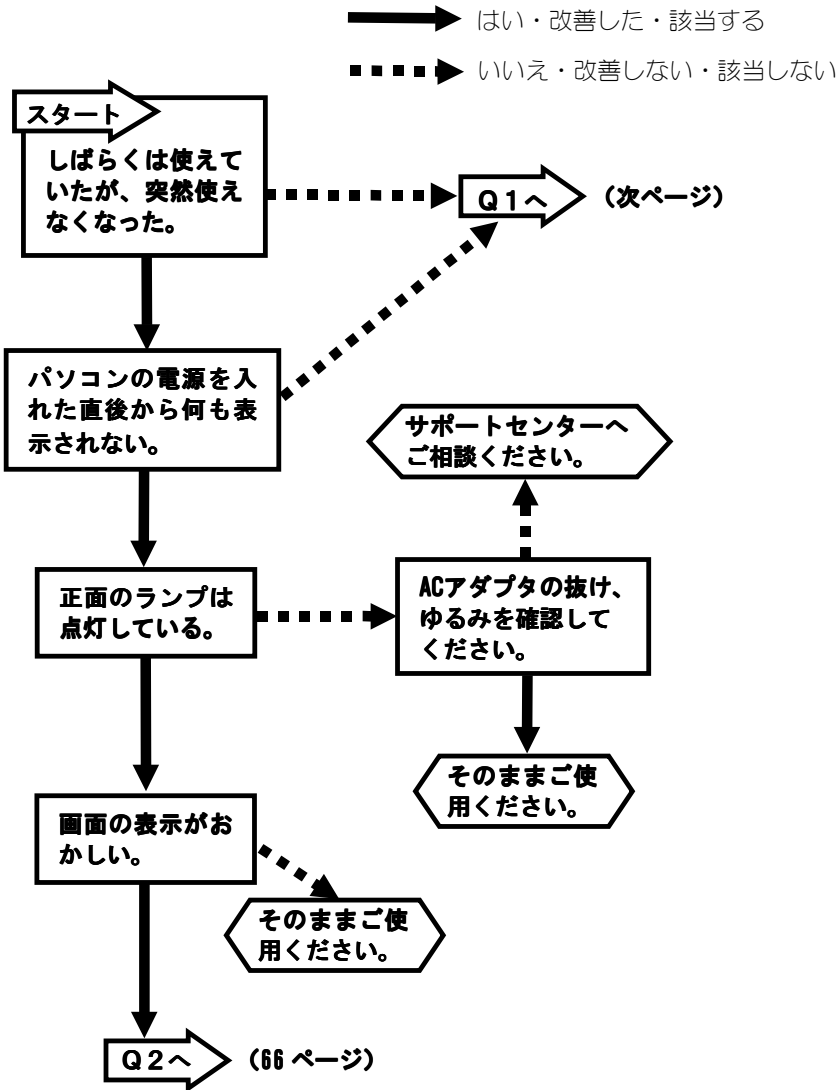 はい・改善した・該当する
いいえ・改善しない・該当しない
スタート
しばらくは使えて
いたが、突然使え
なくなった。
Q1へ
(次ページ)
パソコンの電源を入
れた直後から何も表
示されない。
サポートセンターへ
ご相談ください。
正面のランプは
点灯している。
ACアダプタの抜け、
ゆるみを確認して
ください。
そのままご使
用ください。
画面の表示がお
かしい。
そのままご使
用ください。
Q2へ
(66 ページ)